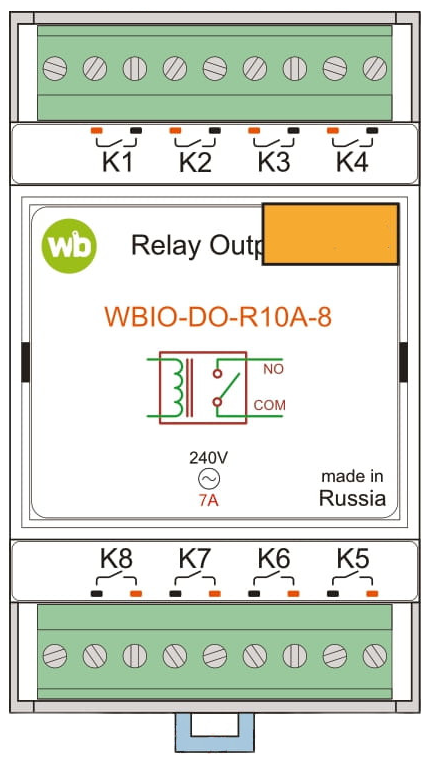 K1 K2 K3 K4
wb
Relay Outp
WBIO-DO-R10A-8
NO
COM
240V
7A
made in
Russia
K8 K7 K6 K5